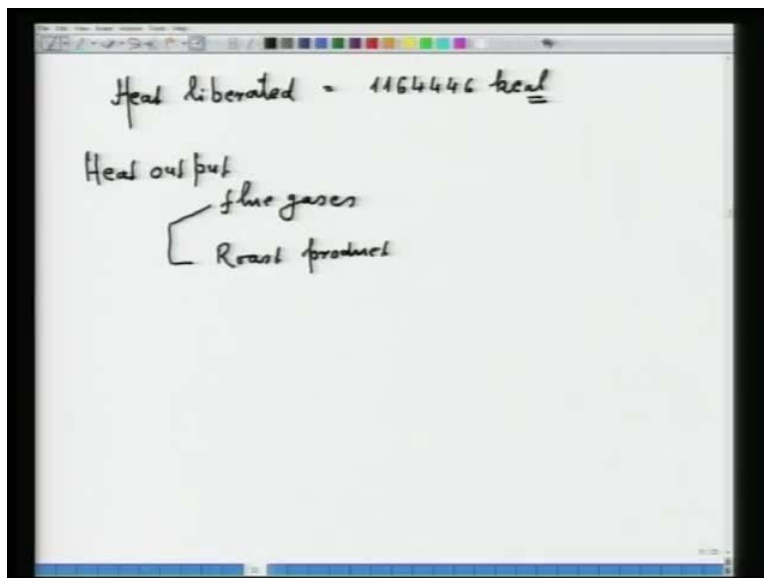 Heat liberated = 1164446 kcal
Heat output
flue gases
Roast product